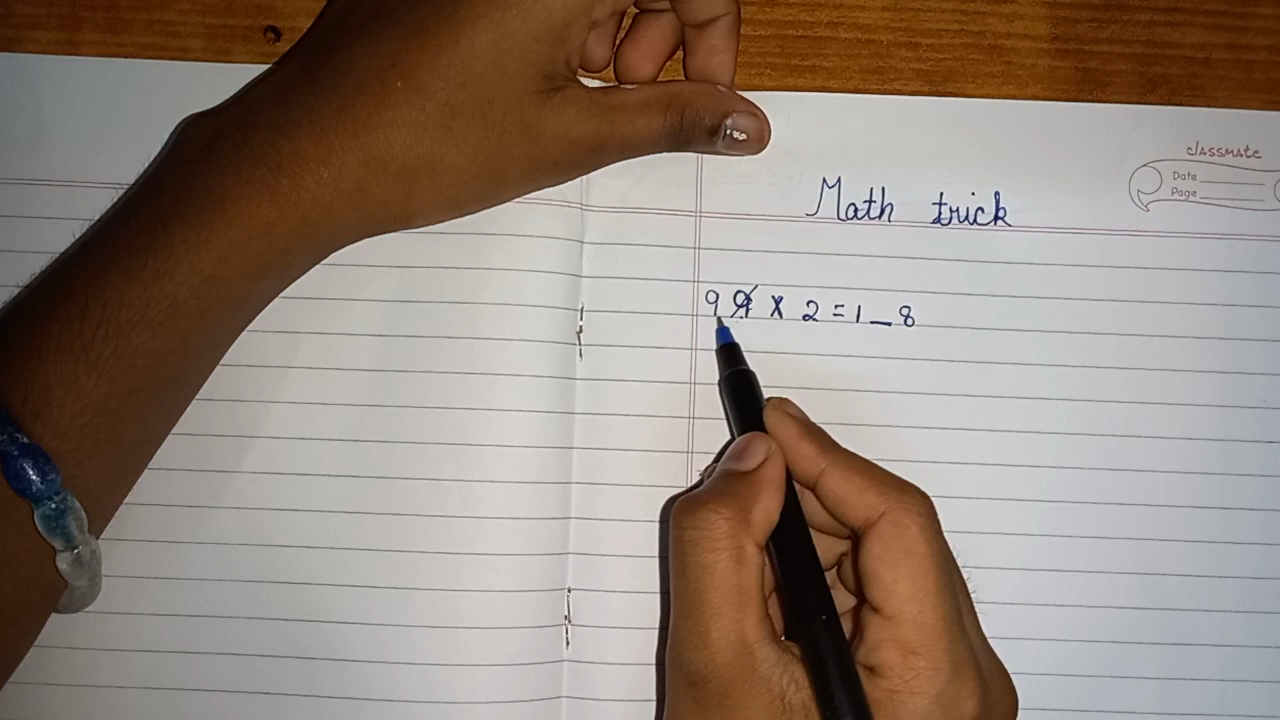 classmate
Date
Page
Math trick
99 x 2 = 1_8